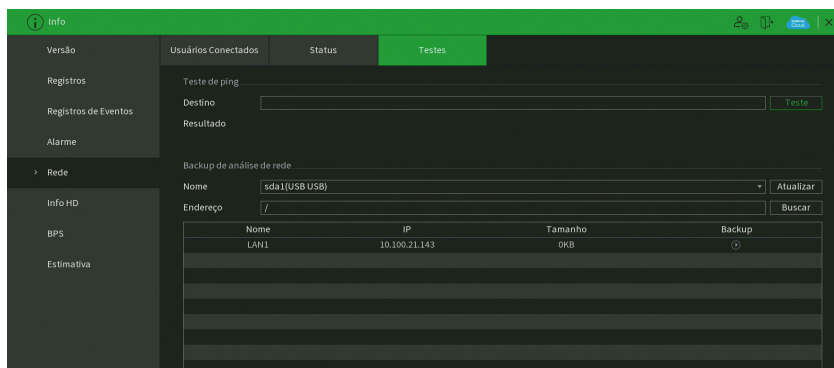 Info
Versão
Registros
Registros de Eventos
Alarme
> Rede
Info HD
BPS
Estimativa
Usuários Conectados Status Testes
Teste de ping
Destino Teste
Resultado
Backup de análise de rede
Nome sda1(USB USB) Atualizar
Endereço / Buscar
Nome IP Tamanho Backup
LAN1 10.100.21.143 0KB